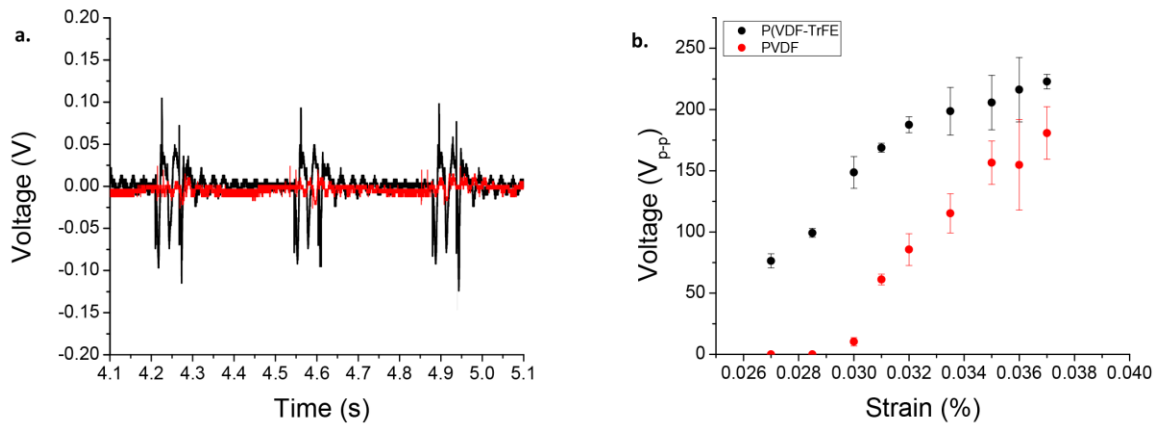 a.
0.20
0.15
0.10
0.05
0.00
-0.05
-0.10
-0.15
-0.20
Voltage (V)
4.1 4.2 4.3 4.4 4.5 4.6 4.7 4.8 4.9 5.0 5.1
Time (s)
b.
P(VDF-TrFE
PVDF
250
200
150
100
50
0
Voltage (Vp-p)
0.026 0.028 0.030 0.032 0.034 0.036 0.038 0.040
Strain (%)